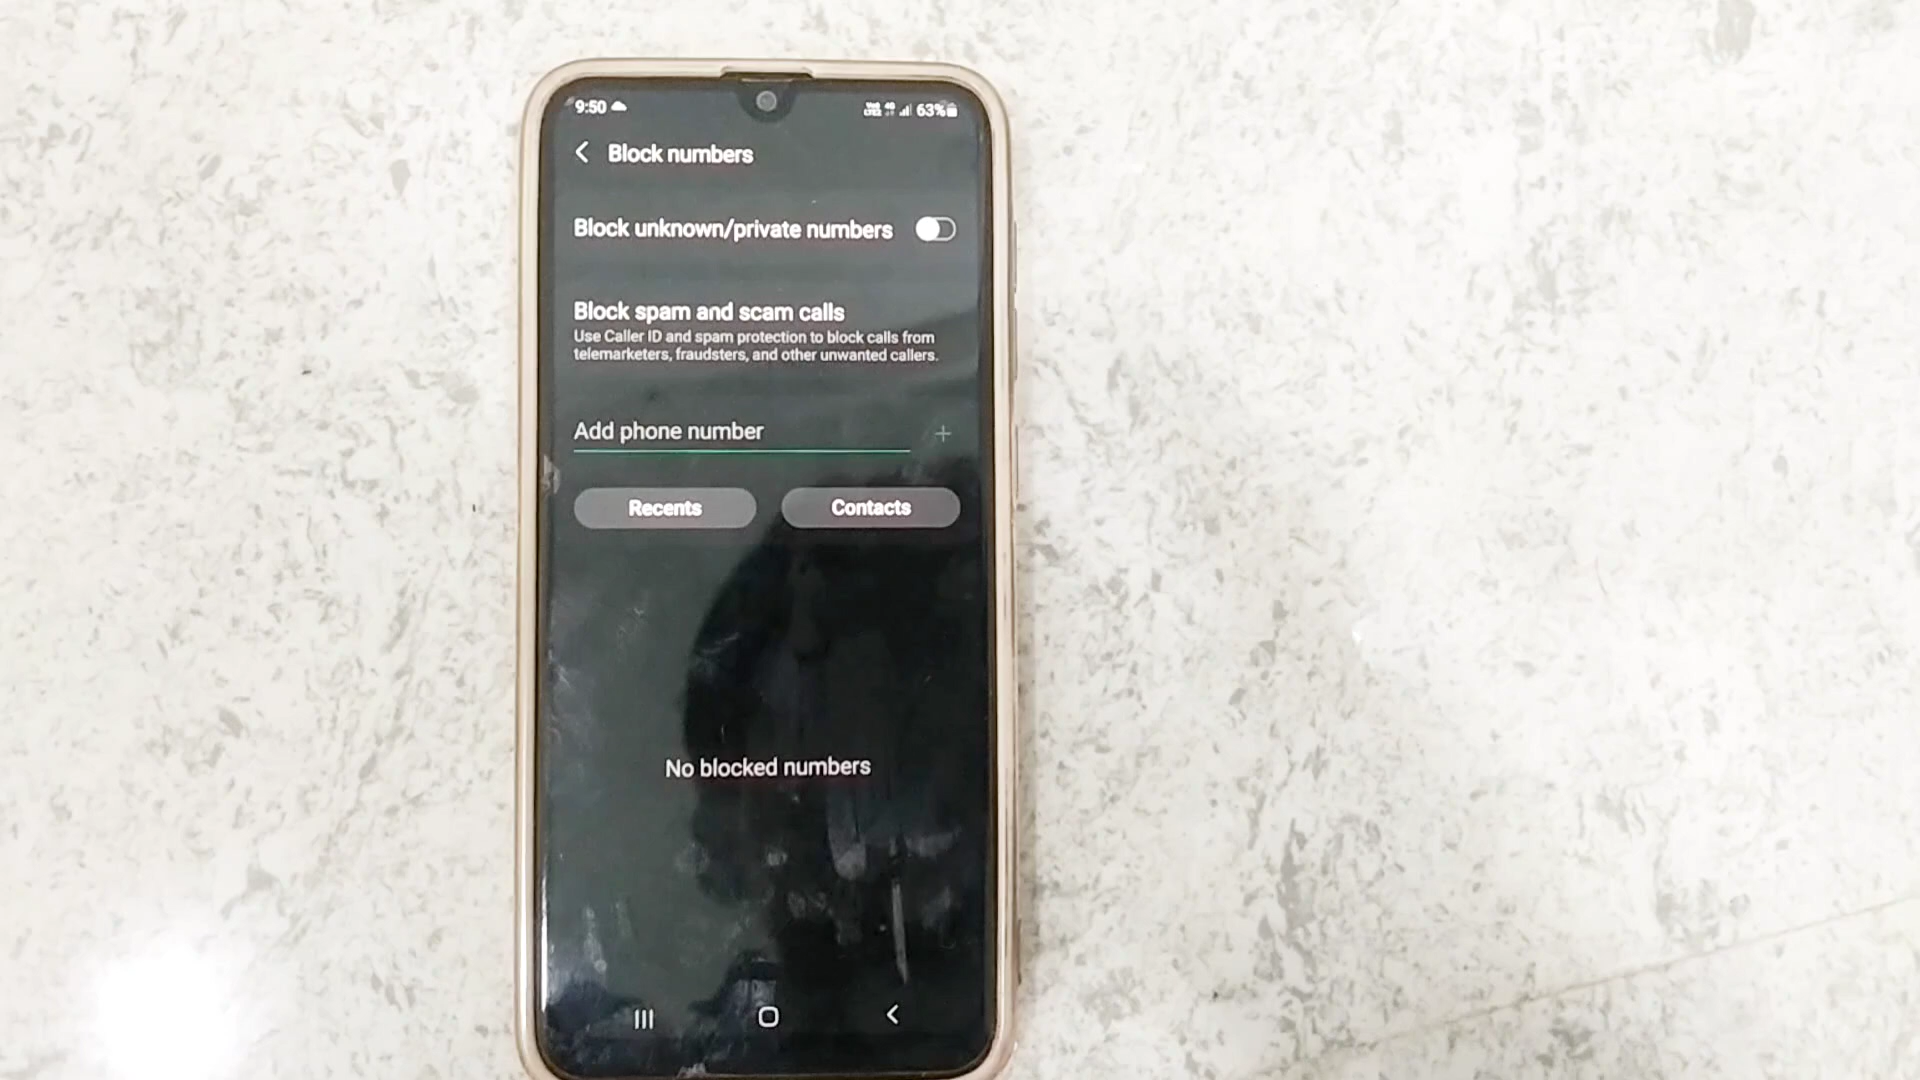 9:50
63%
Block numbers
Block unknown/private numbers
Block spam and scam calls
Use Caller ID and spam protection to block calls from
telemarketers, fraudsters, and other unwanted callers.
Add phone number
Recents
Contacts
No blocked numbers